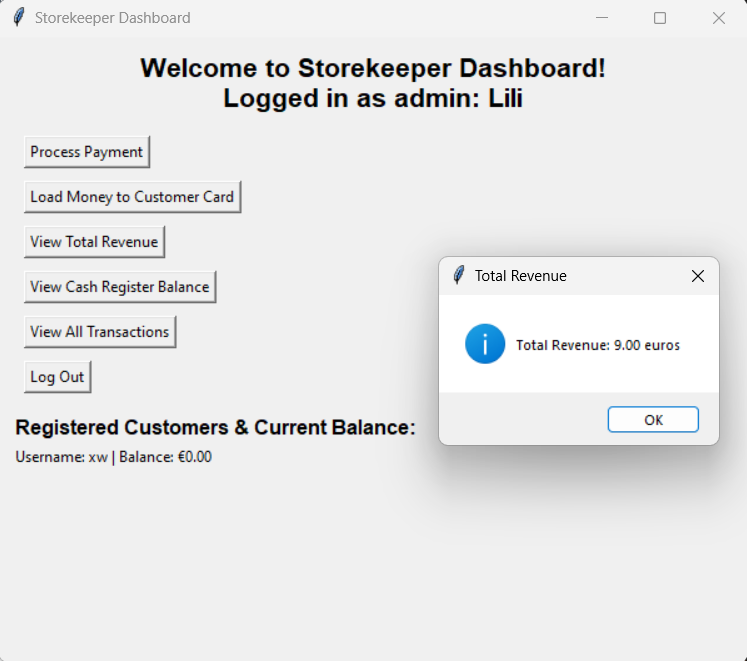 Storekeeper Dashboard
Welcome to Storekeeper Dashboard!
Logged in as admin: Lili
Process Payment
Load Money to Customer Card
View Total Revenue
View Cash Register Balance
View All Transactions
Log Out
Registered Customers & Current Balance:
Username: xw | Balance: €0.00
Total Revenue
Total Revenue: 9.00 euros
OK